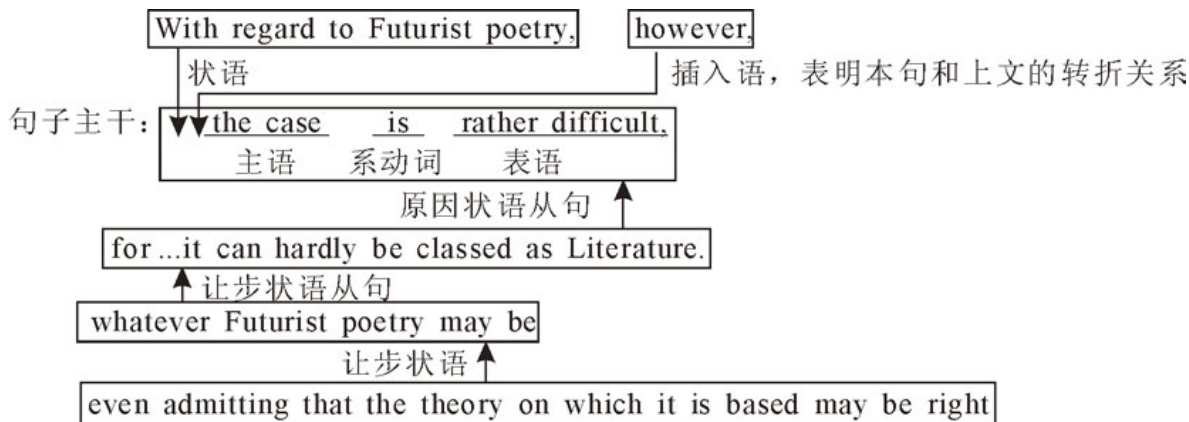 With regard to Futurist poetry, however,
状语 插入语，表明本句和上文的转折关系
句子主干： the case is rather difficult,
主语 系动词 表语
原因状语从句
for ...it can hardly be classed as Literature.
让步状语从句
whatever Futurist poetry may be
让步状语
even admitting that the theory on which it is based may be right